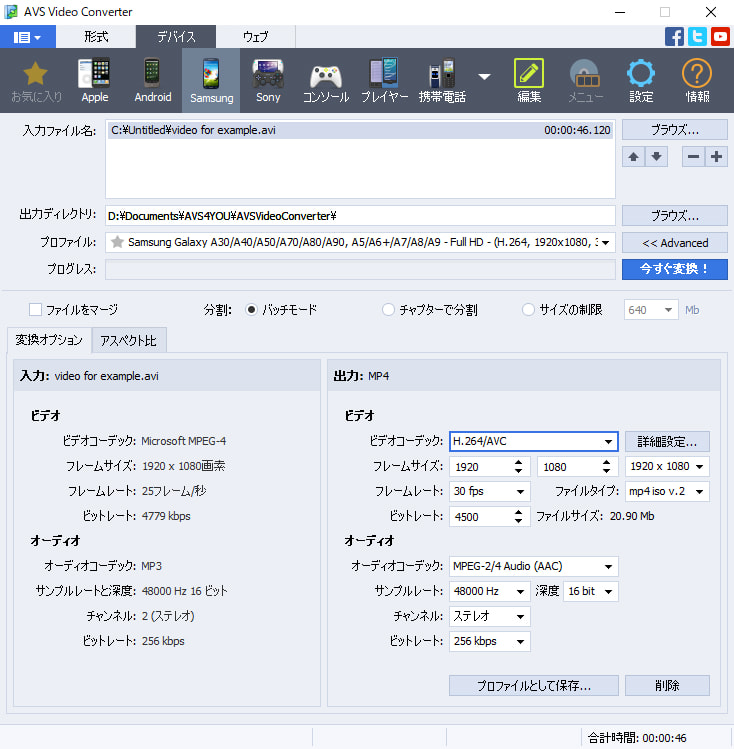 AVS Video Converter
形式 デバイス ウェブ
お気に入り Apple Android Samsung Sony コンソール プレイヤー 携帯電話 編集 メニュー 設定 情報
入力ファイル名: C:¥Untitled¥video for example.avi 00:00:46.120 ブラウズ...
出力ディレクトリ: D:¥Documents¥AVS4YOU¥AVSVideoConverter¥ ブラウズ...
プロファイル: Samsung Galaxy A30/A40/A50/A70/A80/A90, A5/A6+/A7/A8/A9 - Full HD - (H.264, 1920x1080, << Advanced
プログレス: 今すぐ変換！
ファイルをマージ 分割: バッチモード チャプターで分割 サイズの制限 640 Mb
変換オプション アスペクト比
入力: video for example.avi 出力: MP4
ビデオ ビデオ
ビデオコーデック: Microsoft MPEG-4 ビデオコーデック: H.264/AVC 詳細設定...
フレームサイズ: 1920 x 1080画素 フレームサイズ: 1920 1080 1920 x 1080
フレームレート: 25フレーム/秒 フレームレート: 30 fps ファイルタイプ: mp4 iso v.2
ビットレート: 4779 kbps ビットレート: 4500 ファイルサイズ: 20.90 Mb
オーディオ オーディオ
オーディオコーデック: MP3 オーディオコーデック: MPEG-2/4 Audio (AAC)
サンプルレートと深度: 48000 Hz 16 ビット サンプルレート: 48000 Hz 深度 16 bit
チャンネル: 2 (ステレオ) チャンネル: ステレオ
ビットレート: 256 kbps ビットレート: 256 kbps
プロファイルとして保存... 削除
合計時間: 00:00:46